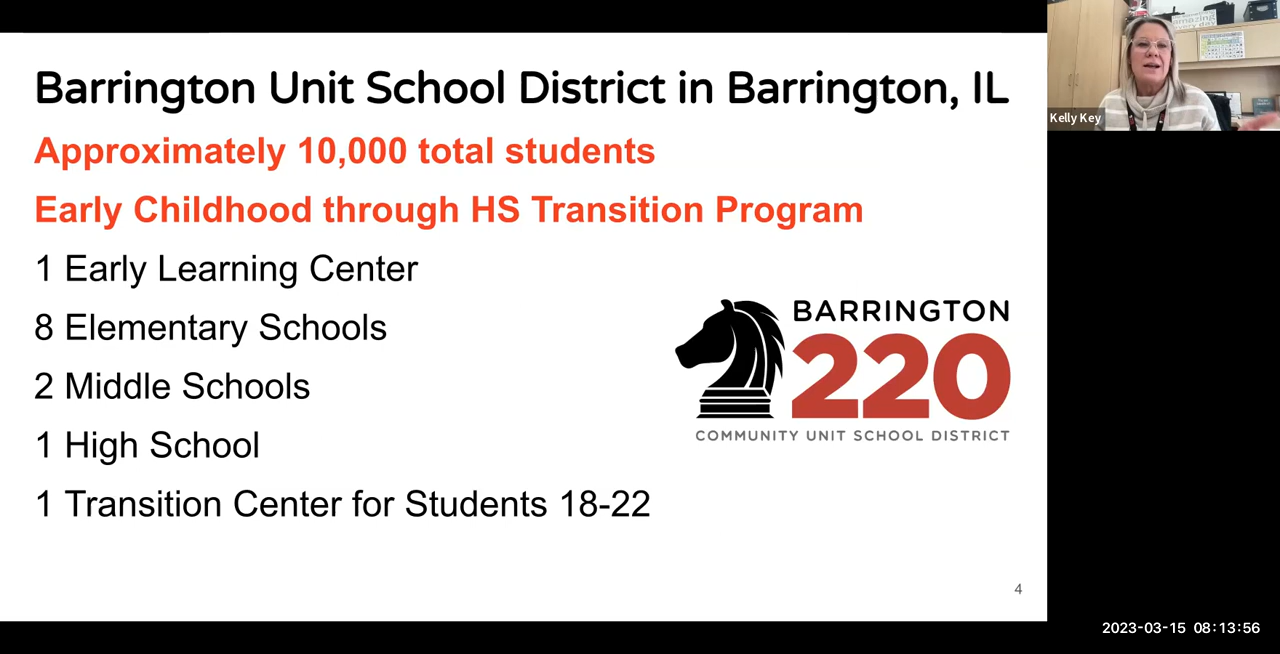 Barrington Unit School District in Barrington, IL
Approximately 10,000 total students
Early Childhood through HS Transition Program
1 Early Learning Center
8 Elementary Schools
2 Middle Schools
1 High School
1 Transition Center for Students 18-22
BARRINGTON
220
COMMUNITY UNIT SCHOOL DISTRICT
4
amazing
Kelly Key
2023-03-15 08:13:56